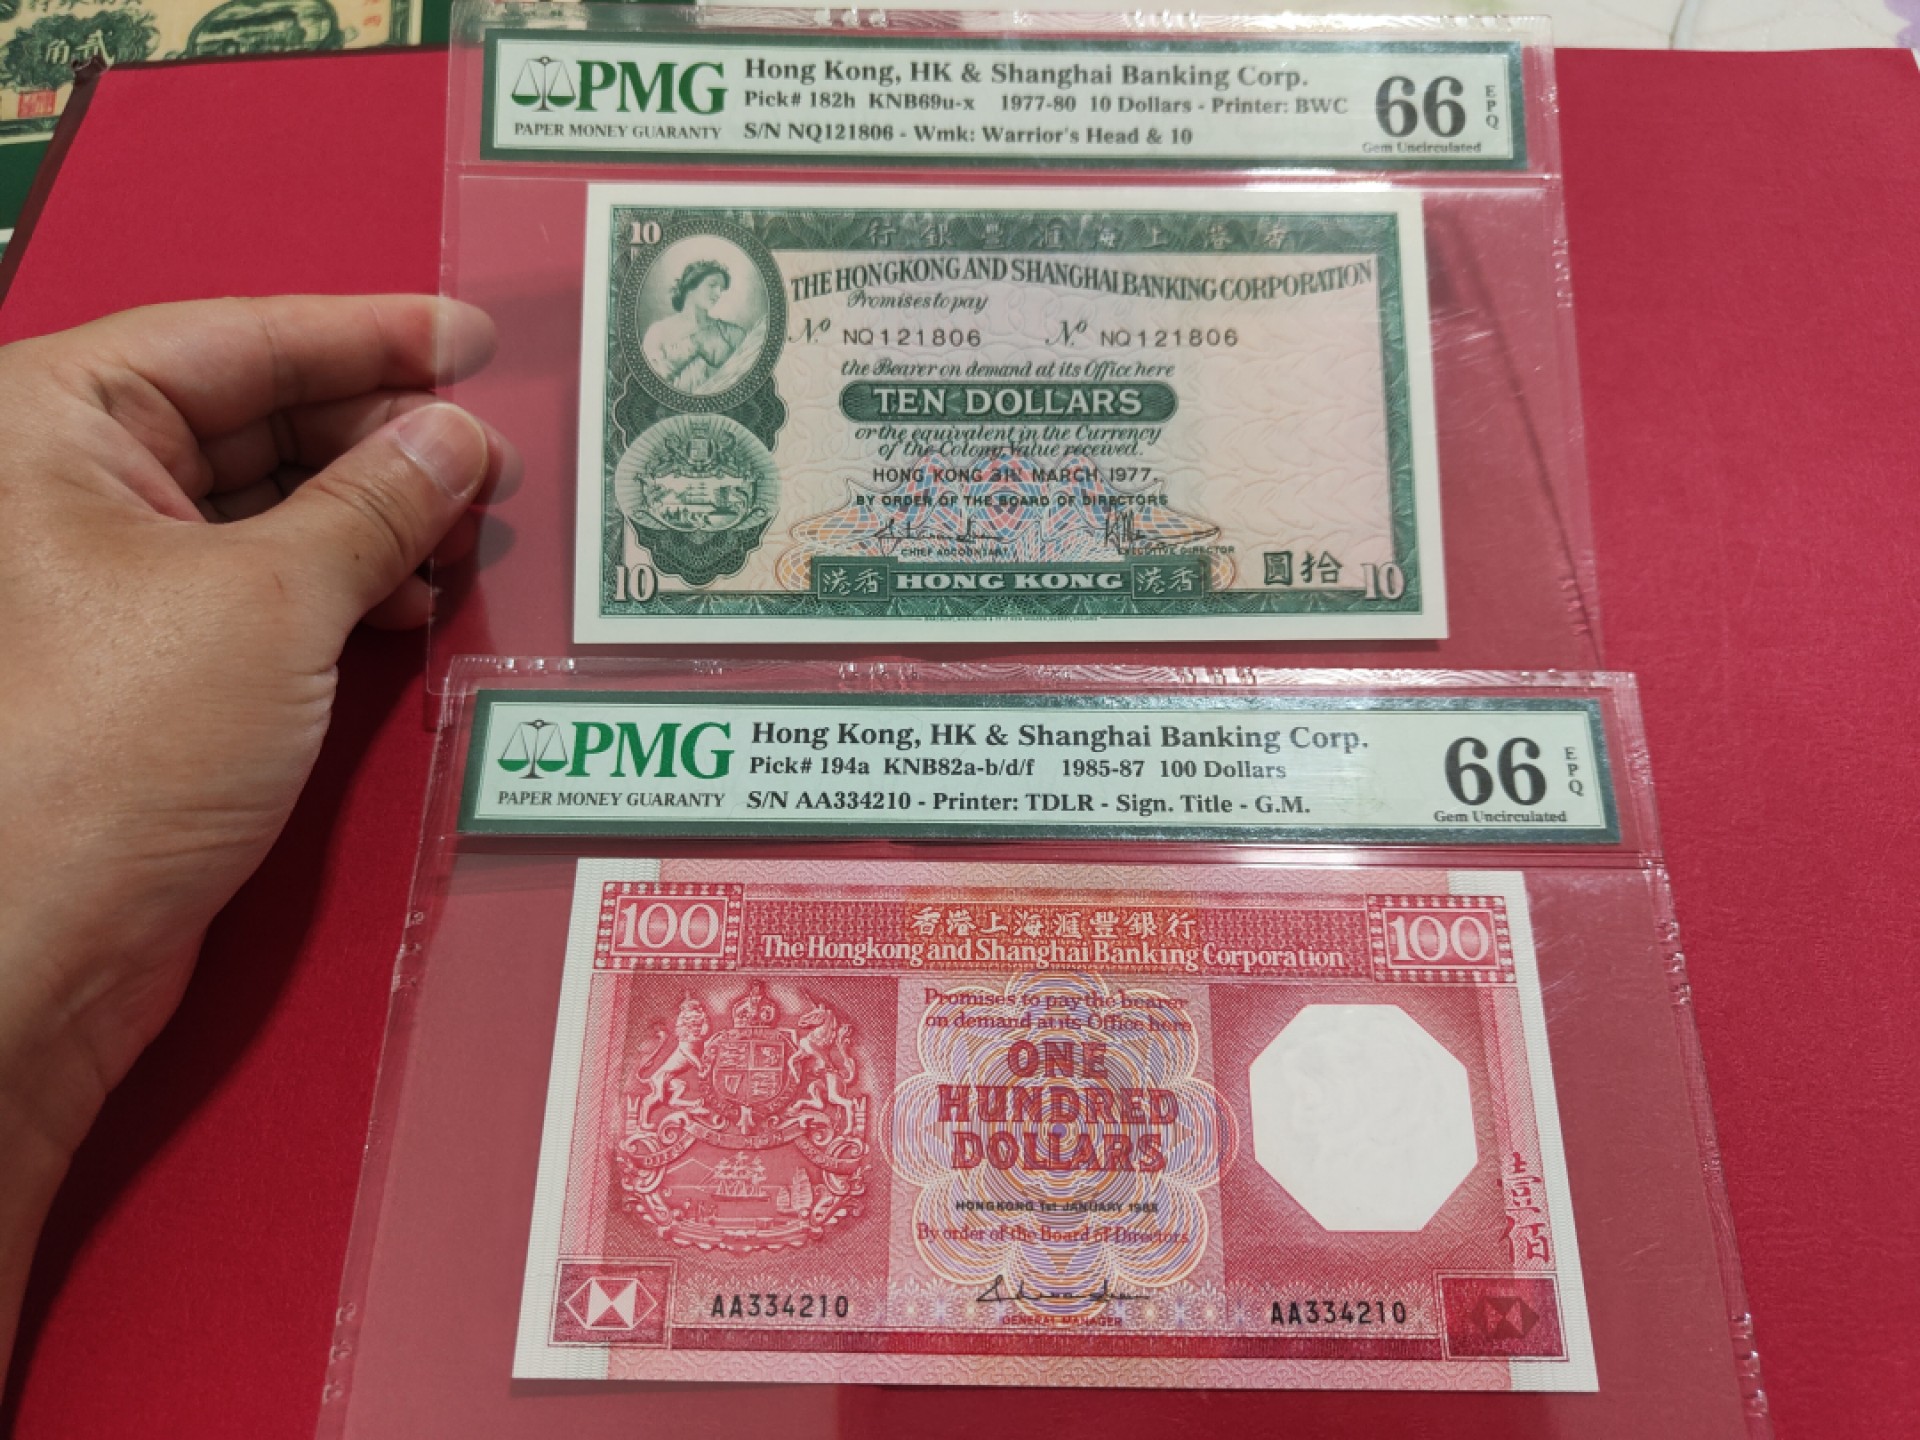 貳角
PMG
PAPER MONEY GUARANTY
Hong Kong, HK & Shanghai Banking Corp.
Pick# 182h KNB69u-x 1977-80 10 Dollars - Printer: BWC
S/N NQ121806 - Wmk: Warrior's Head & 10
66 EPQ
Gem Uncirculated
10
行銀豐滙海上港香
THE HONGKONG AND SHANGHAI BANKING CORPORATION
Promises to pay
No NQ121806 No NQ121806
the Bearer on demand at its Office here
TEN DOLLARS
or the equivalent in the Currency
of the Colony Value received.
HONG KONG 31st MARCH, 1977.
BY ORDER OF THE BOARD OF DIRECTORS
CHIEF ACCOUNTANT EXECUTIVE DIRECTOR
10 港香 HONG KONG 港香 圓拾 10
PMG
PAPER MONEY GUARANTY
Hong Kong, HK & Shanghai Banking Corp.
Pick# 194a KNB82a-b/d/f 1985-87 100 Dollars
S/N AA334210 - Printer: TDLR - Sign. Title - G.M.
66 EPQ
Gem Uncirculated
100 香港上海滙豐銀行 100
The Hongkong and Shanghai Banking Corporation
Promises to pay the bearer
on demand at its Office here
ONE
HUNDRED
DOLLARS
HONGKONG 1st JANUARY
By order of the Board of Directors
壹佰
AA334210 AA334210
GENERAL MANAGER